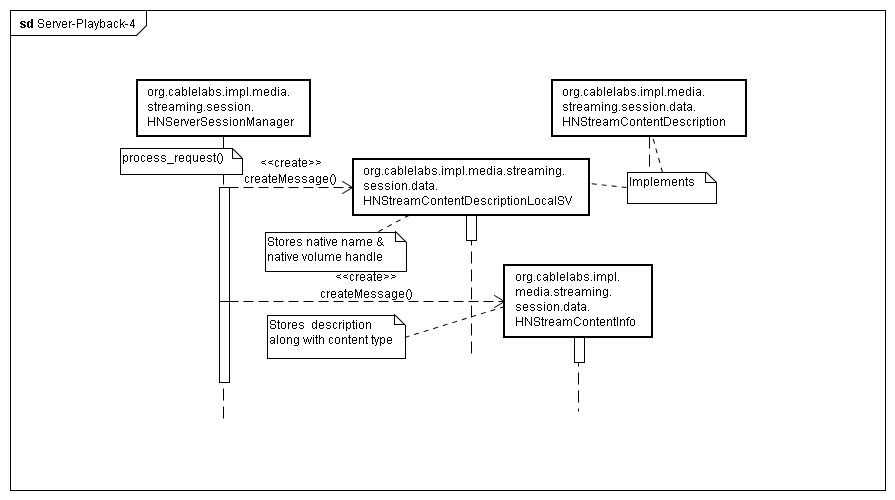 sd Server-Playback-4
org.cablelabs.impl.media.
streaming.session.
HNServerSessionManager
org.cablelabs.impl.media.
streaming.session.data.
HNStreamContentDescription
process_request()
<<create>>
createMessage()
org.cablelabs.impl.media.streaming.
session.data.
HNStreamContentDescriptionLocalSV
Implements
Stores native name &
native volume handle
<<create>>
createMessage()
org.cablelabs.impl.
media.streaming.
session.data.
HNStreamContentInfo
Stores description
along with content type